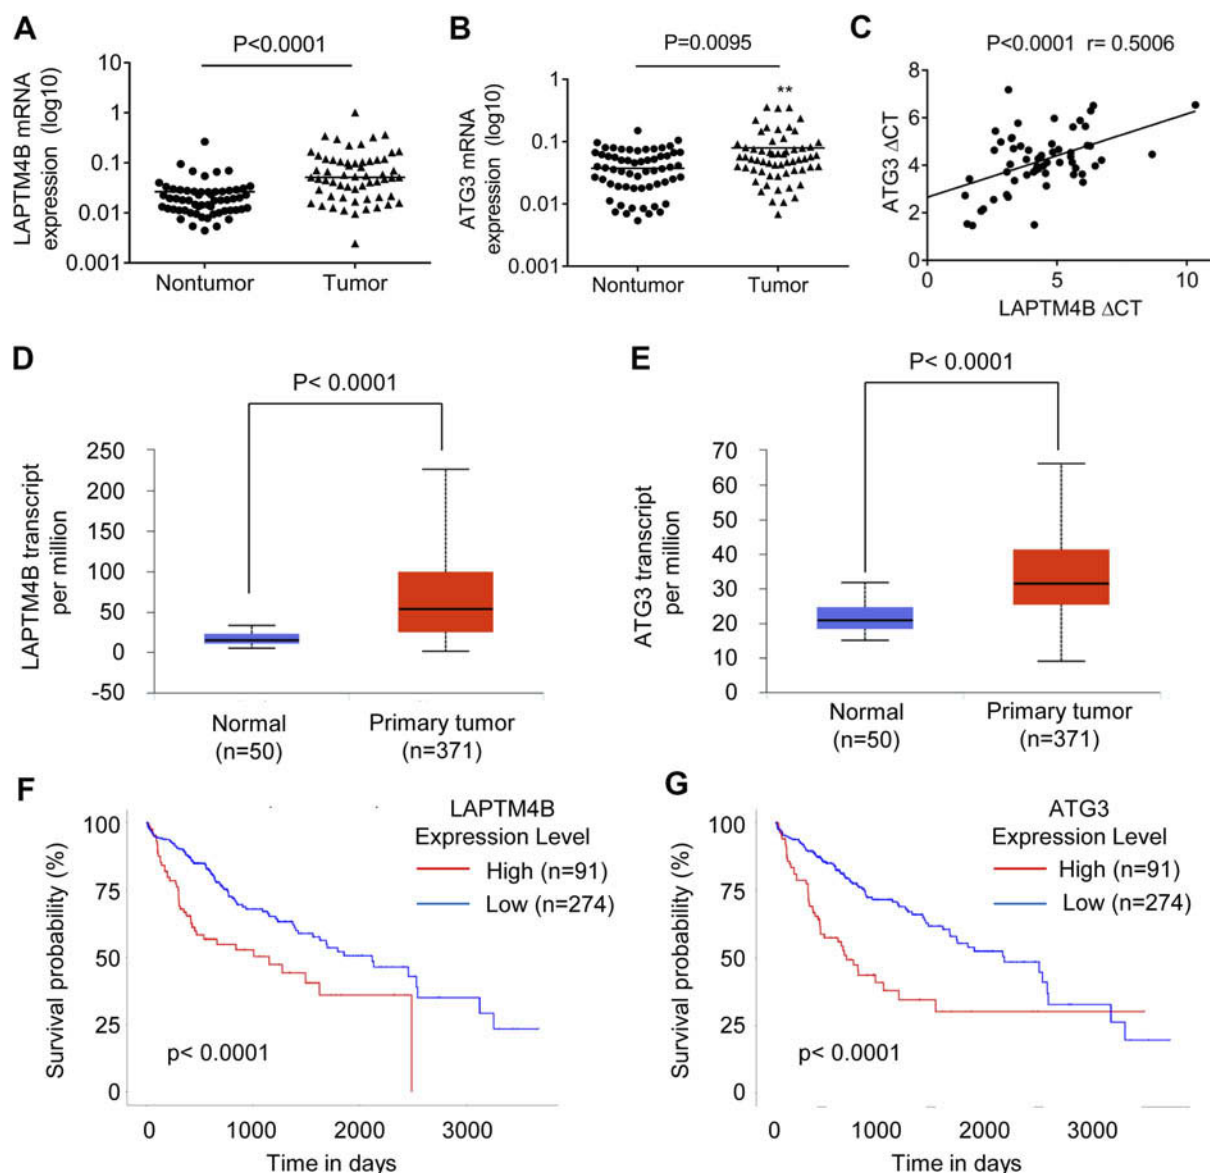 A
P<0.0001
LAPTM4B mRNA
expression (log10)
10
1
0.1
0.01
0.001
Nontumor
Tumor
B
P=0.0095
ATG3 mRNA
expression (log10)
1
0.1
0.01
0.001
**
Nontumor
Tumor
C
P<0.0001 r= 0.5006
ATG3 ΔCT
8
6
4
2
0
0
5
10
LAPTM4B ΔCT
D
P< 0.0001
LAPTM4B transcript
per million
250
200
150
100
50
0
-50
Normal
(n=50)
Primary tumor
(n=371)
E
P< 0.0001
ATG3 transcript
per million
70
60
50
40
30
20
10
0
Normal
(n=50)
Primary tumor
(n=371)
F
LAPTM4B
Expression Level
High (n=91)
Low (n=274)
Survival probability (%)
100
75
50
25
0
p< 0.0001
0
1000
2000
3000
Time in days
G
ATG3
Expression Level
High (n=91)
Low (n=274)
Survival probability (%)
100
75
50
25
0
p< 0.0001
0
1000
2000
3000
Time in days